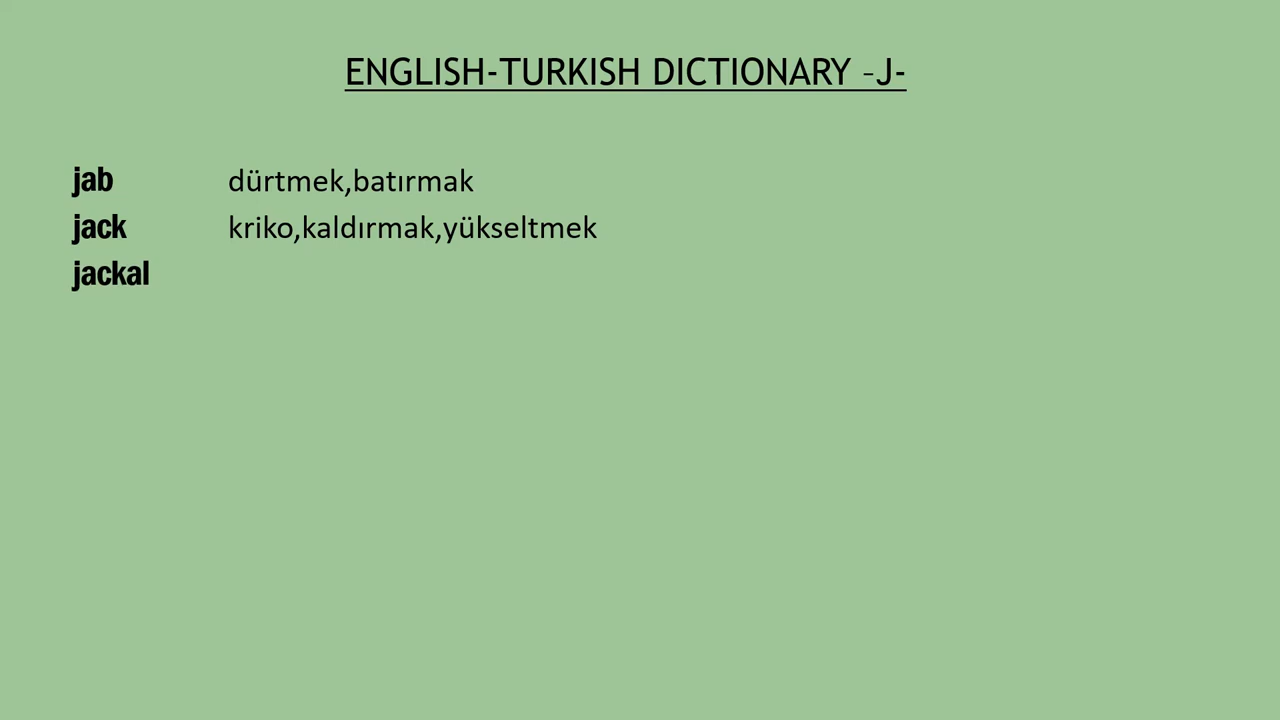 ENGLISH-TURKISH DICTIONARY –J-
jab dürtmek,batırmak
jack kriko,kaldırmak,yükseltmek
jackal